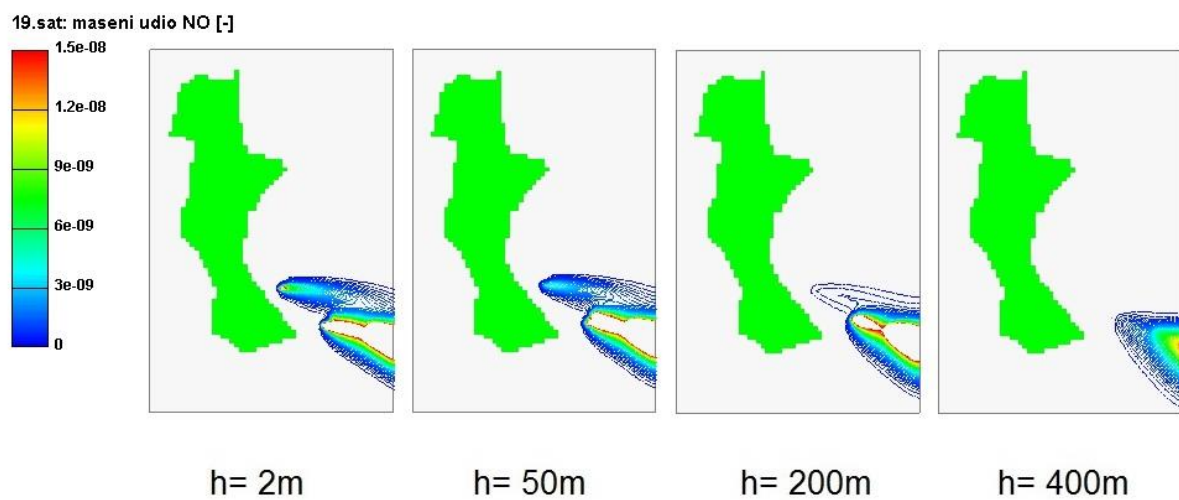 19.sat: maseni udio NO [-]
1.5e-08
1.2e-08
9e-09
6e-09
3e-09
0
h= 2m
h= 50m
h= 200m
h= 400m